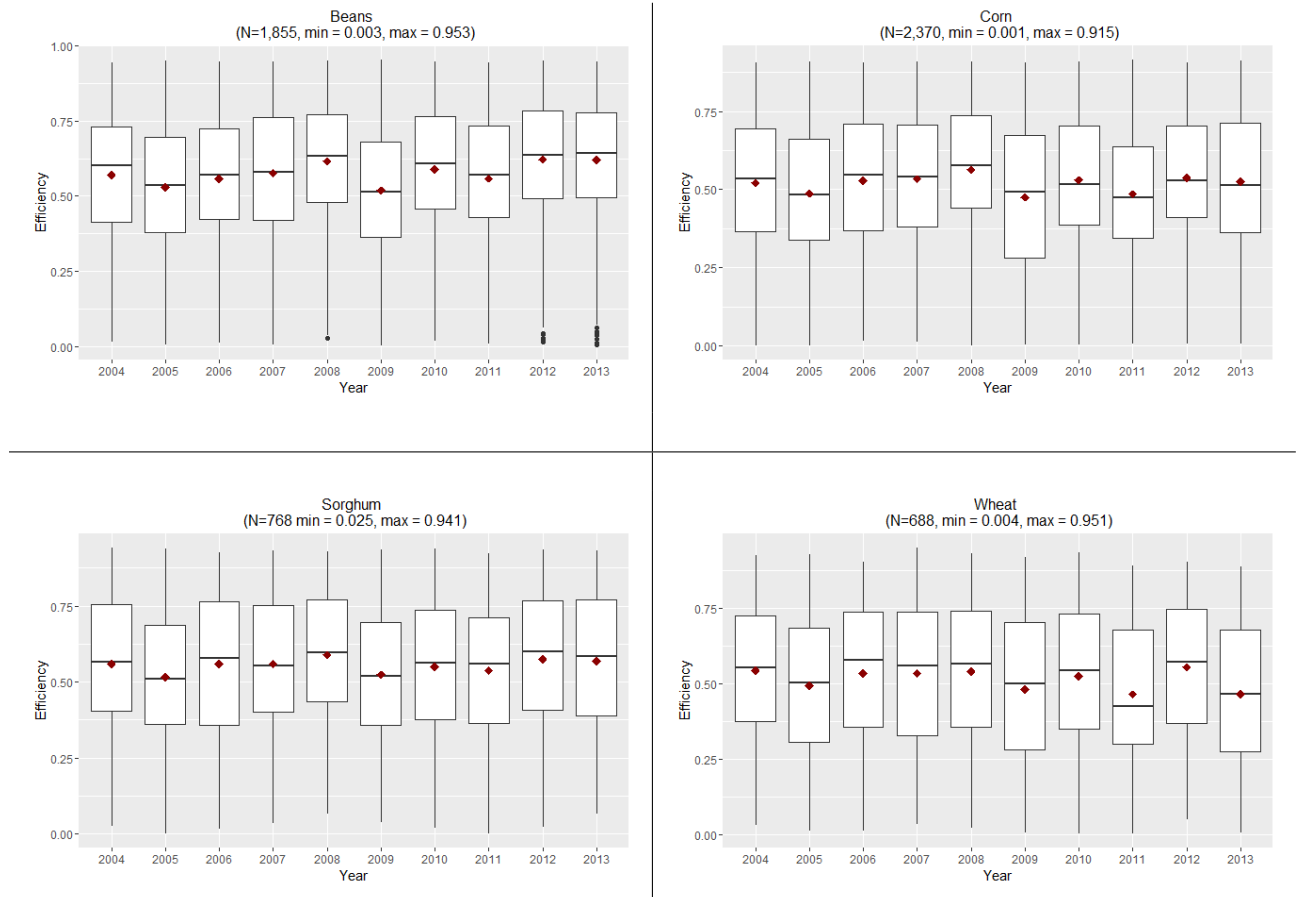 Beans
(N=1,855, min = 0.003, max = 0.953)
1.00
0.75
0.50
0.25
0.00
Efficiency
2004 2005 2006 2007 2008 2009 2010 2011 2012 2013
Year
Corn
(N=2,370, min = 0.001, max = 0.915)
0.75
0.50
0.25
0.00
Efficiency
2004 2005 2006 2007 2008 2009 2010 2011 2012 2013
Year
Sorghum
(N=768 min = 0.025, max = 0.941)
0.75
0.50
0.25
0.00
Efficiency
2004 2005 2006 2007 2008 2009 2010 2011 2012 2013
Year
Wheat
(N=688, min = 0.004, max = 0.951)
0.75
0.50
0.25
0.00
Efficiency
2004 2005 2006 2007 2008 2009 2010 2011 2012 2013
Year